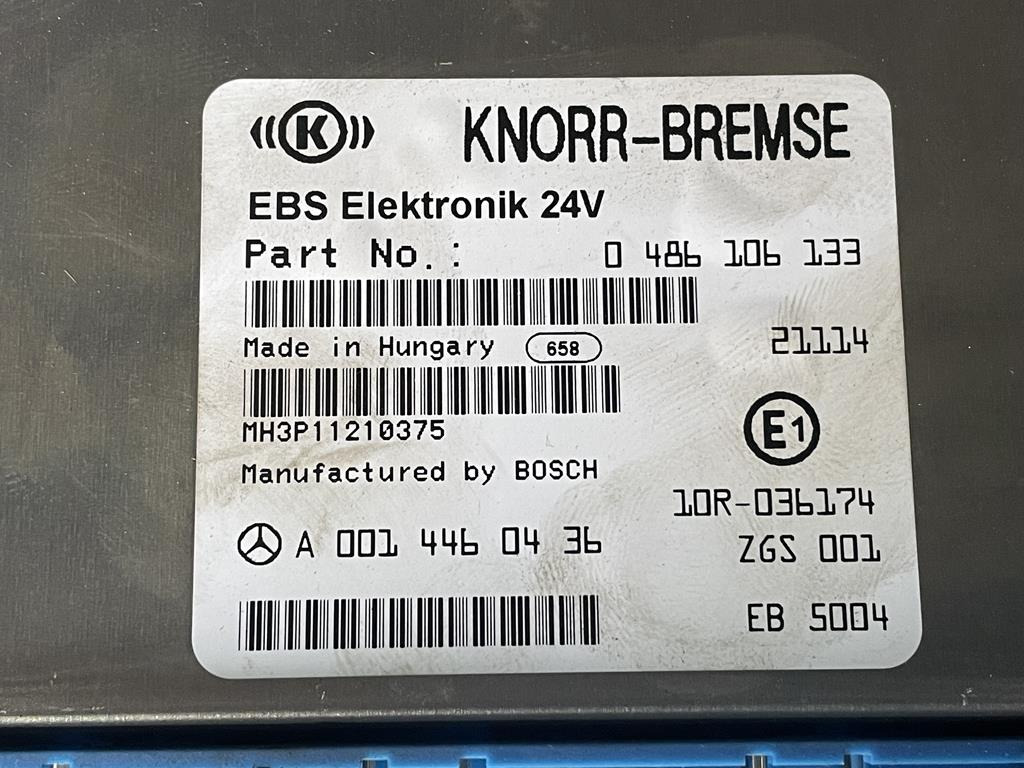 K KNORR-BREMSE
EBS Elektronik 24V
Part No.: 0 486 106 133
Made in Hungary 658 21114
MH3P11210375 E1
Manufactured by BOSCH
10R-036174
A 001 446 04 36 ZGS 001
EB 5004